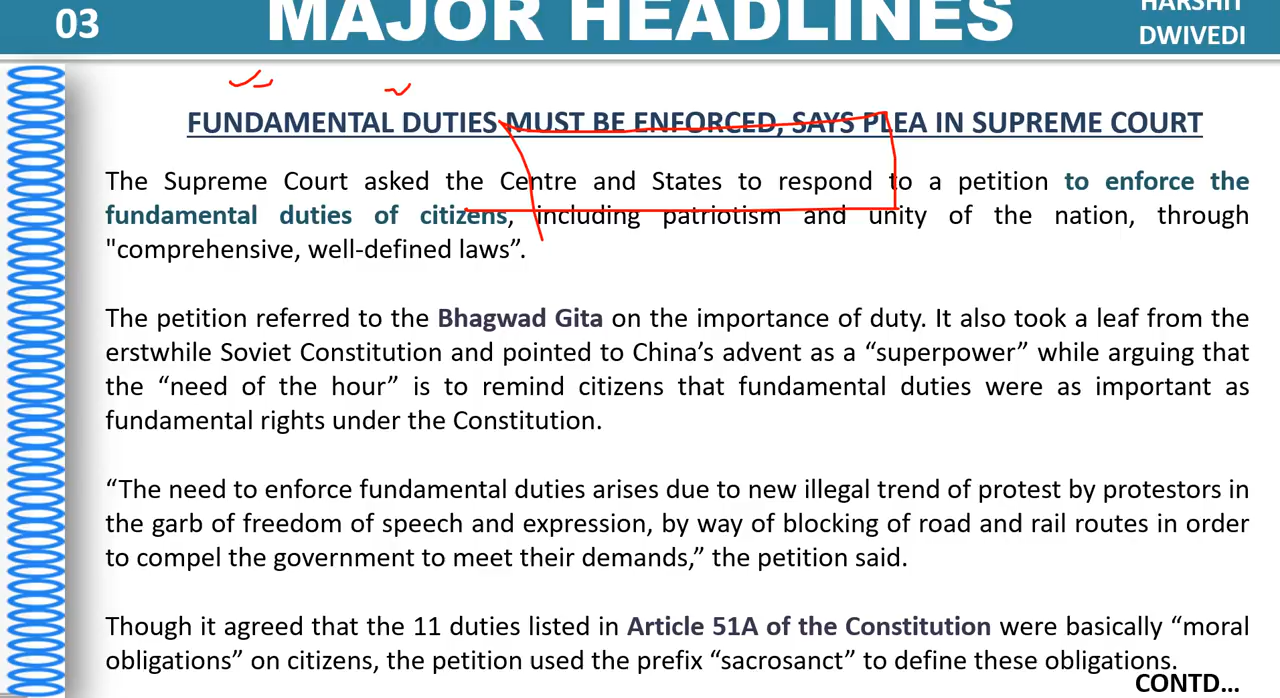 03
MAJOR HEADLINES
HARSHIT
DWIVEDI
FUNDAMENTAL DUTIES MUST BE ENFORCED, SAYS PLEA IN SUPREME COURT
The Supreme Court asked the Centre and States to respond to a petition to enforce the
fundamental duties of citizens, including patriotism and unity of the nation, through
"comprehensive, well-defined laws”.
The petition referred to the Bhagwad Gita on the importance of duty. It also took a leaf from the
erstwhile Soviet Constitution and pointed to China’s advent as a “superpower” while arguing that
the “need of the hour” is to remind citizens that fundamental duties were as important as
fundamental rights under the Constitution.
“The need to enforce fundamental duties arises due to new illegal trend of protest by protestors in
the garb of freedom of speech and expression, by way of blocking of road and rail routes in order
to compel the government to meet their demands,” the petition said.
Though it agreed that the 11 duties listed in Article 51A of the Constitution were basically “moral
obligations” on citizens, the petition used the prefix “sacrosanct” to define these obligations.
CONTD...